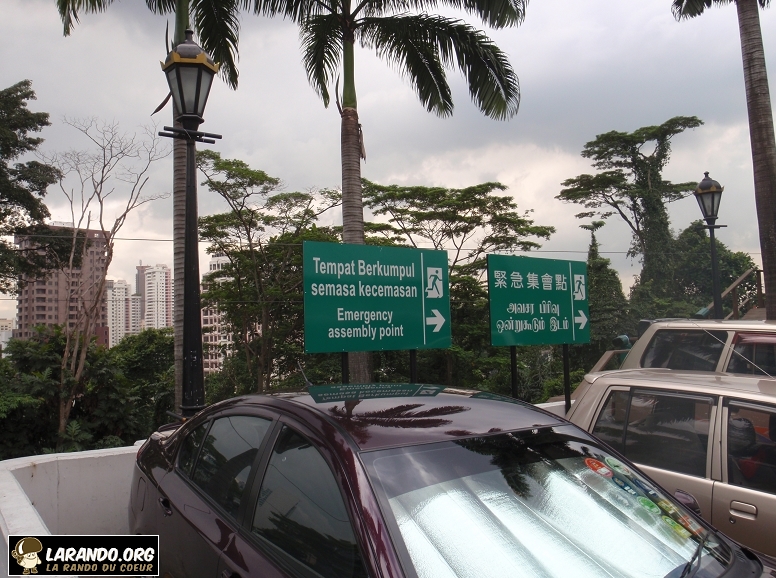 Tempat Berkumpul
semasa kecemasan
Emergency
assembly point
緊急集會點
அவசர பிரிவு
ஒன்றுகூடும் இடம்
LARANDO.ORG
LA RANDO DU COEUR